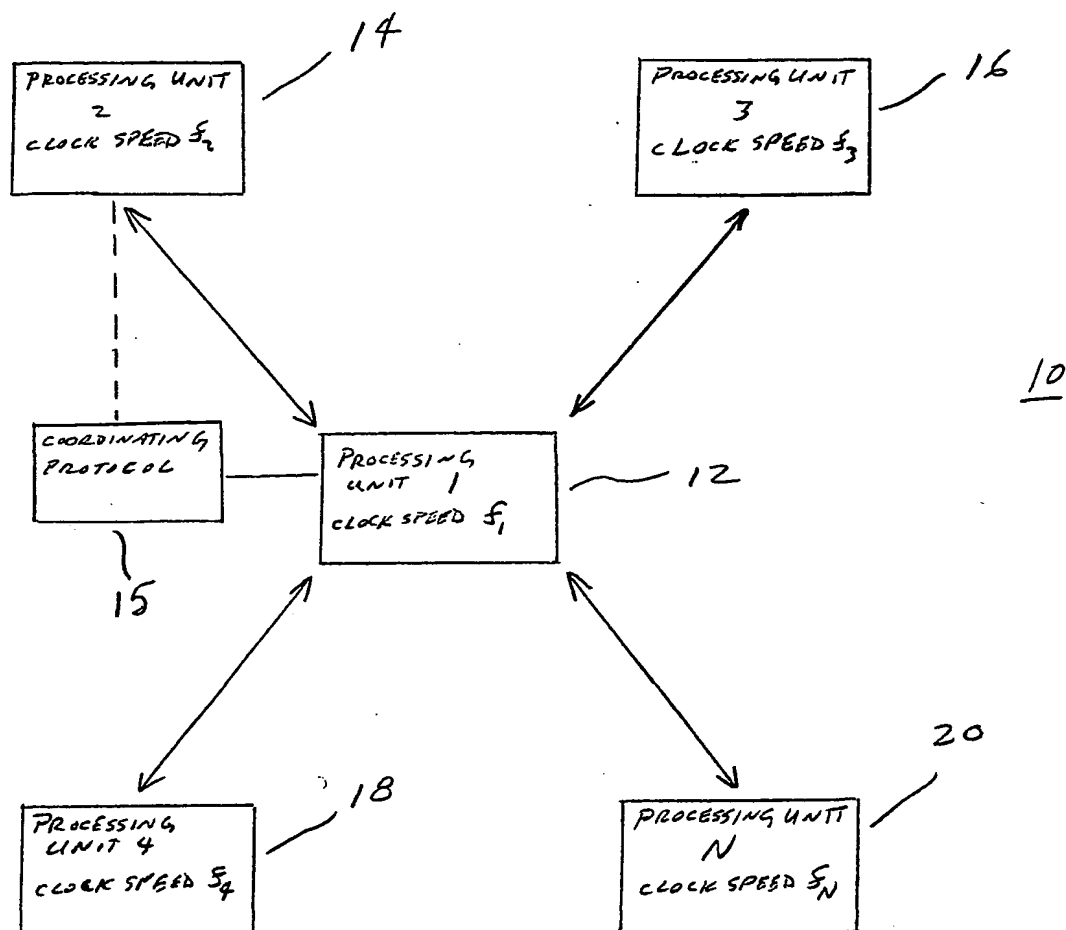 14
PROCESSING UNIT
2
CLOCK SPEED f₂
16
PROCESSING UNIT
3
CLOCK SPEED f₃
10
COORDINATING
PROTOCOL
15
PROCESSING
UNIT 1
CLOCK SPEED f₁
12
18
PROCESSING
UNIT 4
CLOCK SPEED f₄
20
PROCESSING UNIT
N
CLOCK SPEED f_N